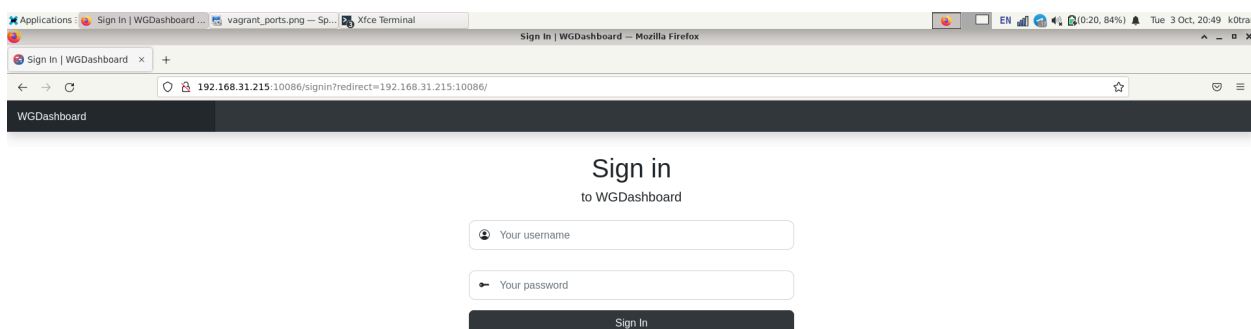 Applications : Sign In | WGDashboard ... vagrant_ports.png — Sp... Xfce Terminal EN (0:20, 84%) Tue 3 Oct, 20:49 k0tra
Sign In | WGDashboard — Mozilla Firefox
Sign In | WGDashboard × +
192.168.31.215:10086/signin?redirect=192.168.31.215:10086/
WGDashboard
Sign in
to WGDashboard
Your username
Your password
Sign In